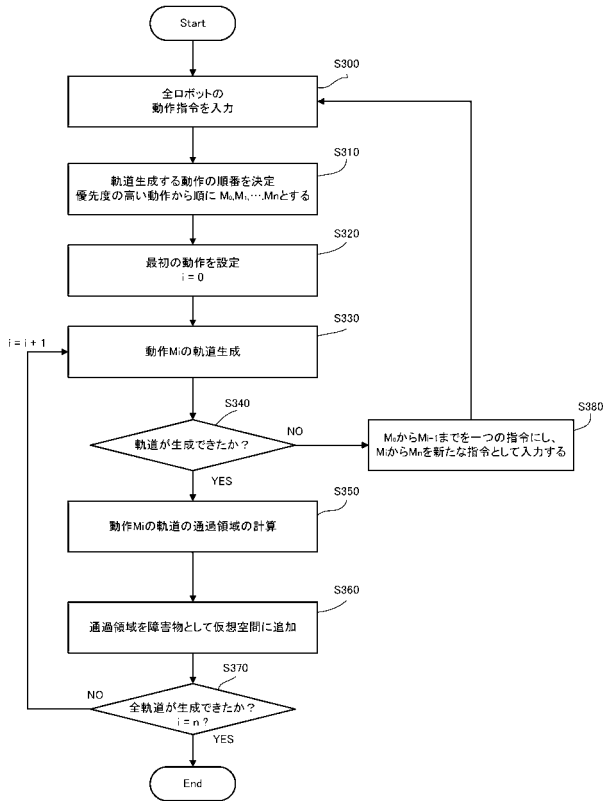 Start
S300
全ロボットの
動作指令を入力
S310
軌道生成する動作の順番を決定
優先度の高い動作から順に M₀,M₁,…,Mnとする
S320
最初の動作を設定
i = 0
i = i + 1
S330
動作Miの軌道生成
S340
軌道が生成できたか?
NO
YES
S380
M₀からMi-1までを一つの指令にし、
MiからMnを新たな指令として入力する
S350
動作Miの軌道の通過領域の計算
S360
通過領域を障害物として仮想空間に追加
S370
全軌道が生成できたか?
i = n ?
NO
YES
End